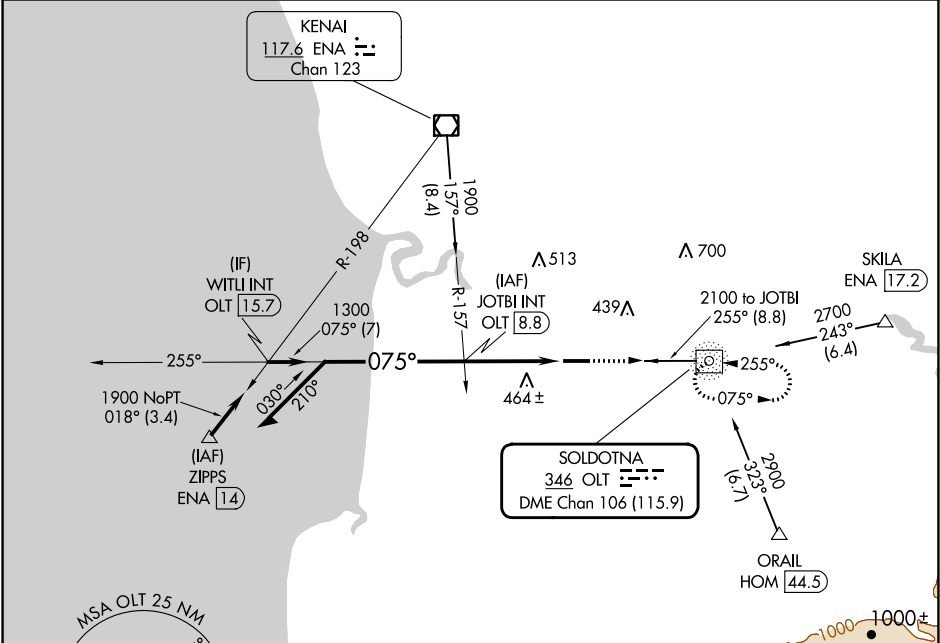 KENAI
117.6 ENA
Chan 123
1900
157°
(8.4)
R-198
R-157
513
700
(IF)
WITLI INT
OLT 15.7
(IAF)
JOTBI INT
OLT 8.8
439
SKILA
ENA 17.2
1300
075° (7)
2100 to JOTBI
255° (8.8)
2700
243°
(6.4)
255°
075°
255°
075°
1900 NoPT
018° (3.4)
030°
210°
464 ±
(IAF)
ZIPPS
ENA 14
SOLDOTNA
346 OLT
DME Chan 106 (115.9)
2900
323°
(6.7)
ORAIL
HOM 44.5
MSA OLT 25 NM
1000
1000±